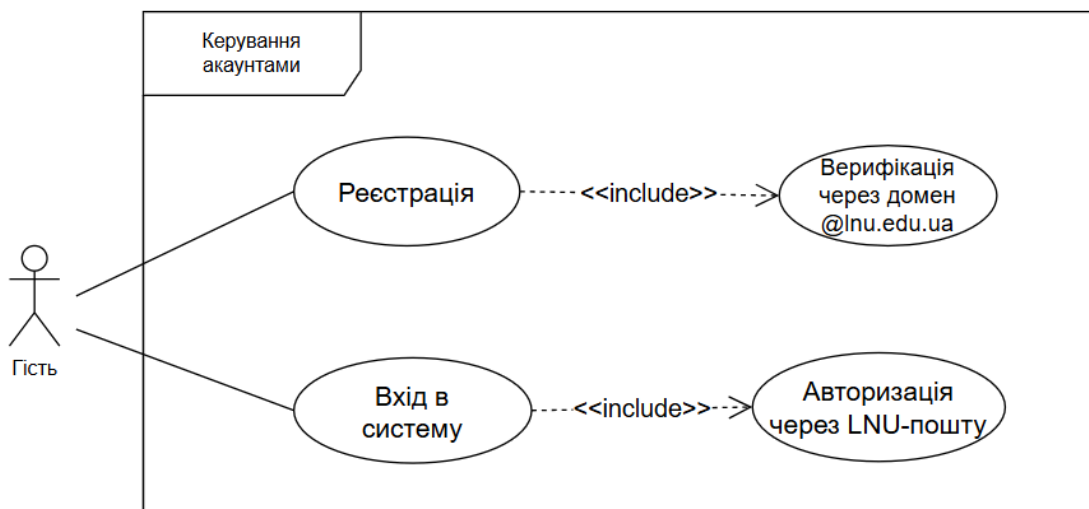 Керування
акаунтами
Реєстрація
<<include>>
Верифікація
через домен
@lnu.edu.ua
Гість
Вхід в
систему
<<include>>
Авторизація
через LNU-пошту